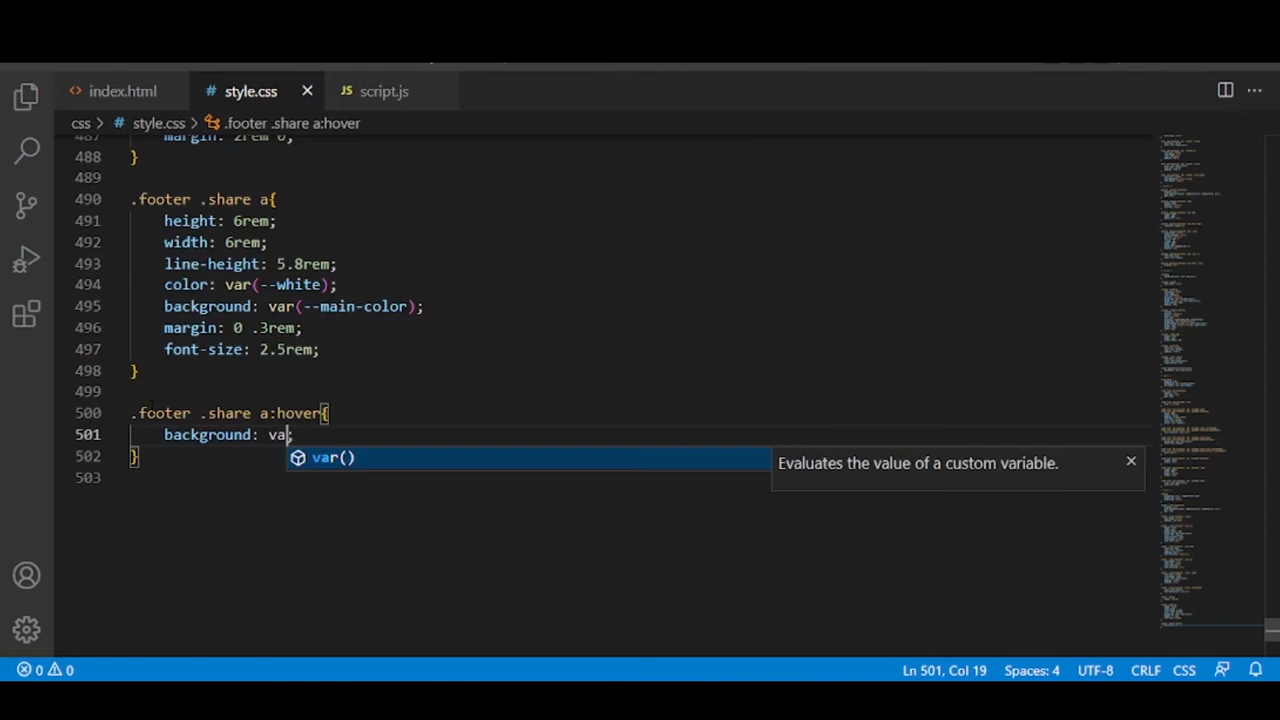 index.html
style.css
JS script.js
css > # style.css > .footer .share a:hover
487 margin: 2rem 0;
488 }
489
490 .footer .share a{
491 height: 6rem;
492 width: 6rem;
493 line-height: 5.8rem;
494 color: var(--white);
495 background: var(--main-color);
496 margin: 0 .3rem;
497 font-size: 2.5rem;
498 }
499
500 .footer .share a:hover{
501 background: va;
502 }
503
var()
Evaluates the value of a custom variable.
0 0
Ln 501, Col 19
Spaces: 4
UTF-8
CRLF
CSS